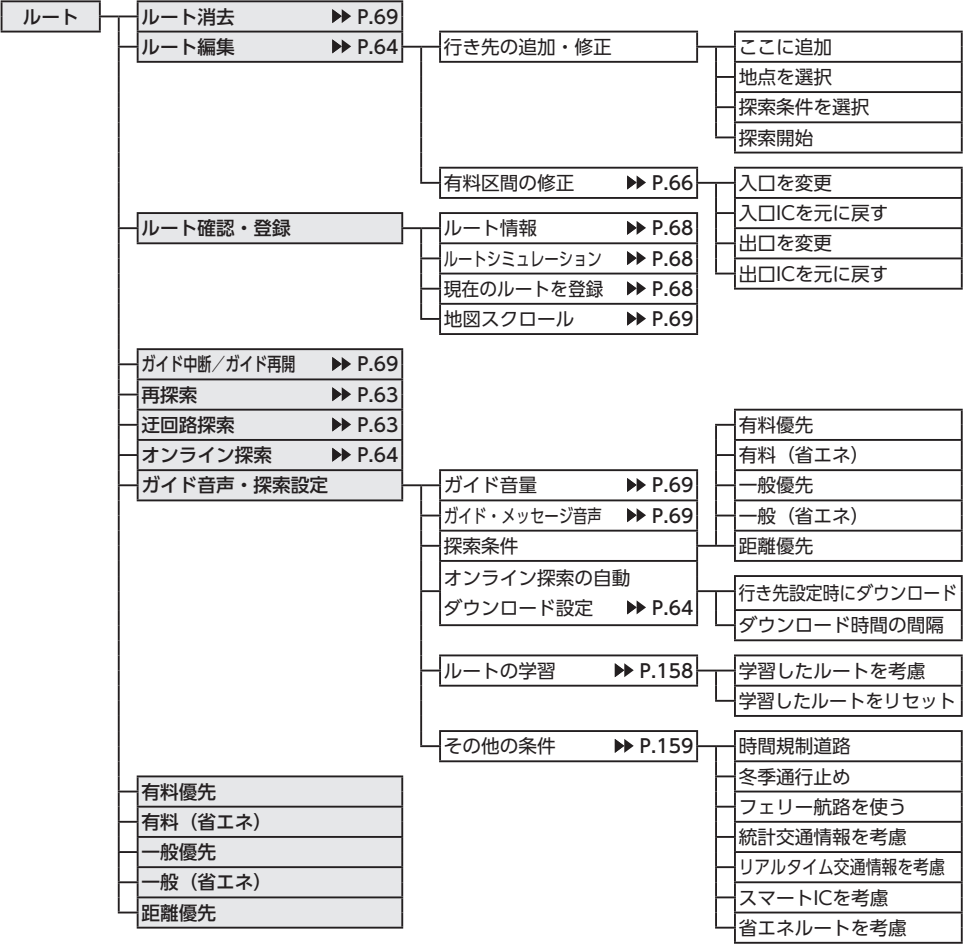 ルート
ルート消去 ▶▶ P.69
ルート編集 ▶▶ P.64
行き先の追加・修正
ここに追加
地点を選択
探索条件を選択
探索開始
有料区間の修正 ▶▶ P.66
入口を変更
入口ICを元に戻す
出口を変更
出口ICを元に戻す
ルート確認・登録
ルート情報 ▶▶ P.68
ルートシミュレーション ▶▶ P.68
現在のルートを登録 ▶▶ P.68
地図スクロール ▶▶ P.69
ガイド中断／ガイド再開 ▶▶ P.69
再探索 ▶▶ P.63
迂回路探索 ▶▶ P.63
オンライン探索 ▶▶ P.64
ガイド音声・探索設定
ガイド音量 ▶▶ P.69
ガイド・メッセージ音声 ▶▶ P.69
探索条件
有料優先
有料（省エネ）
一般優先
一般（省エネ）
距離優先
オンライン探索の自動
ダウンロード設定 ▶▶ P.64
行き先設定時にダウンロード
ダウンロード時間の間隔
ルートの学習 ▶▶ P.158
学習したルートを考慮
学習したルートをリセット
その他の条件 ▶▶ P.159
時間規制道路
冬季通行止め
フェリー航路を使う
統計交通情報を考慮
リアルタイム交通情報を考慮
スマートICを考慮
省エネルートを考慮
有料優先
有料（省エネ）
一般優先
一般（省エネ）
距離優先